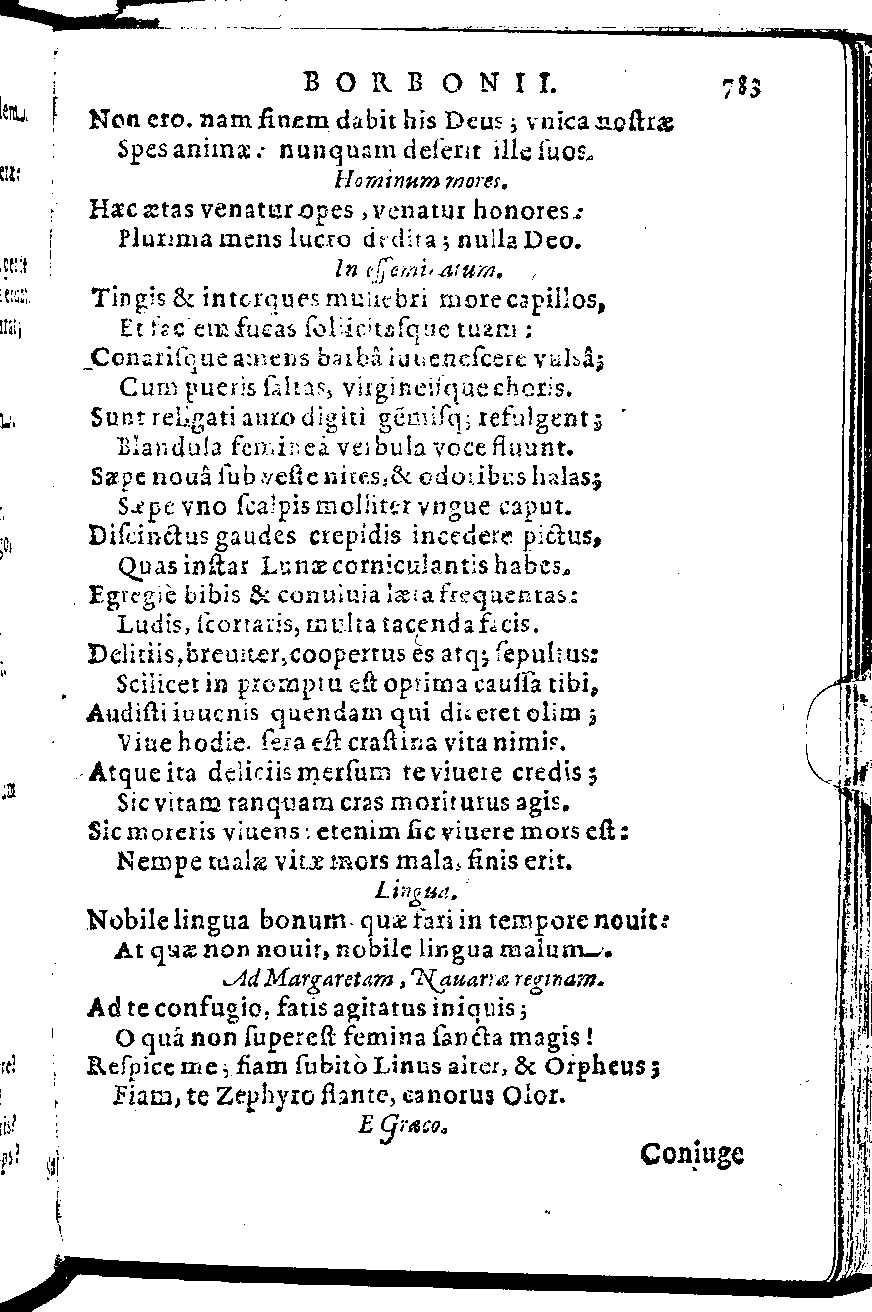 BORBONII. 783
Non ero. nam finem dabit his Deus; vnica nostræ
Spes animæ: nunquam deserit ille suos.
Hominum mores.
Hæc ætas venatur opes, venatur honores:
Plurima mens lucro dedita; nulla Deo.
In effeminatum.
Tingis & intorques muliebri more capillos,
Et faciem fucas sollicitasque tuam:
Conarisque amens barbâ iuuenescere vulsâ;
Cum pueris saltas, virgineisque choris.
Sunt religati auro digiti gēmisq; refulgent;
Blandula femineâ verbula voce fluunt.
Sæpe nouâ sub veste nites, & odoribus halas;
Sæpe vno scalpis molliter vngue caput.
Discinctus gaudes crepidis incedere pictus,
Quas instar Lunæ corniculantis habes.
Egregiè bibis & conuiuia læta frequentas:
Ludis, scortaris, multa tacenda facis.
Delitiis, breuiter, coopertus es atq; sepultus:
Scilicet in promptu est optima caussa tibi,
Audisti iuuenis quendam qui diceret olim;
Viue hodie. sera est crastina vita nimis.
Atque ita deliciis mersum te viuere credis;
Sic vitam tanquam cras moriturus agis.
Sic moreris viuens: etenim sic viuere mors est:
Nempe malæ vitæ mors mala, finis erit.
Lingua.
Nobile lingua bonum quæ fari in tempore nouit:
At quæ non nouit, nobile lingua malum.
Ad Margaretam, Nauarræ reginam.
Ad te confugio, fatis agitatus iniquis;
O quâ non superest femina sancta magis!
Respice me; fiam subitò Linus alter, & Orpheus;
Fiam, te Zephyro flante, canorus Olor.
E Græco.
Coniuge